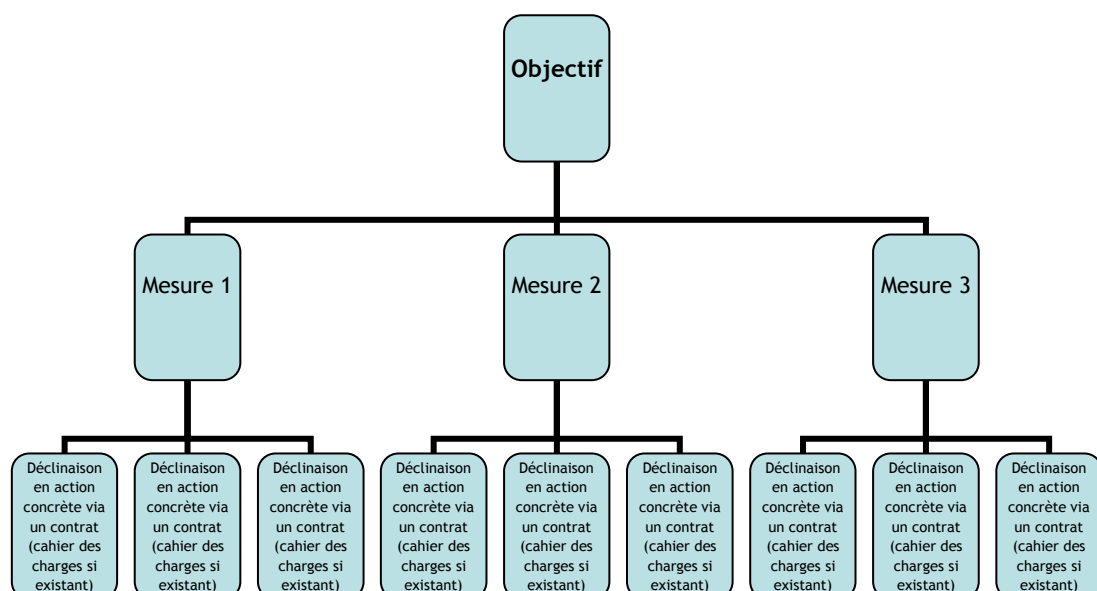 Objectif
Mesure 1
Mesure 2
Mesure 3
Déclinaison
en action
concrète via
un contrat
(cahier des
charges si
existant)
Déclinaison
en action
concrète via
un contrat
(cahier des
charges si
existant)
Déclinaison
en action
concrète via
un contrat
(cahier des
charges si
existant)
Déclinaison
en action
concrète via
un contrat
(cahier des
charges si
existant)
Déclinaison
en action
concrète via
un contrat
(cahier des
charges si
existant)
Déclinaison
en action
concrète via
un contrat
(cahier des
charges si
existant)
Déclinaison
en action
concrète via
un contrat
(cahier des
charges si
existant)
Déclinaison
en action
concrète via
un contrat
(cahier des
charges si
existant)
Déclinaison
en action
concrète via
un contrat
(cahier des
charges si
existant)